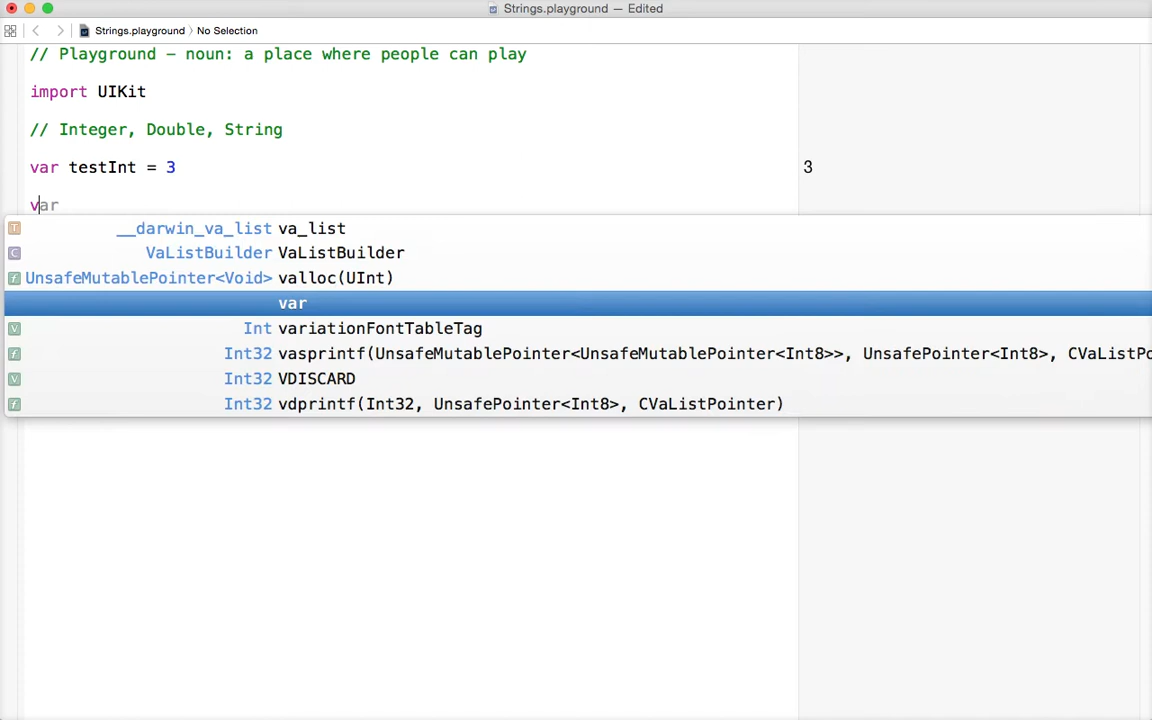 Strings.playground — Edited
Strings.playground 〉 No Selection
// Playground – noun: a place where people can play
import UIKit
// Integer, Double, String
var testInt = 3
3
var
T __darwin_va_list va_list
C VaListBuilder VaListBuilder
f UnsafeMutablePointer<Void> valloc(UInt)
var
V Int variationFontTableTag
f Int32 vasprintf(UnsafeMutablePointer<UnsafeMutablePointer<Int8>>, UnsafePointer<Int8>, CVaListPo
V Int32 VDISCARD
f Int32 vdprintf(Int32, UnsafePointer<Int8>, CVaListPointer)